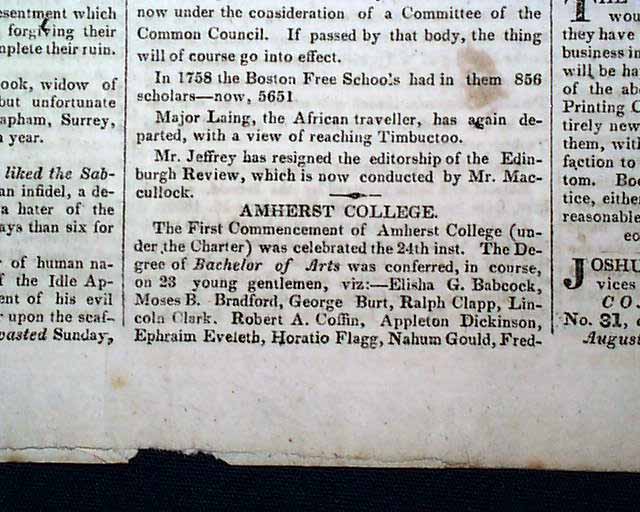 esentment which
forgiving their
mplete their ruin.
ook, widow of
but unfortunate
apham, Surrey,
n year.
liked the Sab-
an infidel, a de-
a hater of the
ays than six for
r of human na-
f the Idle Ap-
ent of his evil
r upon the scaf-
wasted Sunday,
now under the consideration of a Committee of the
Common Council. If passed by that body, the thing
will of course go into effect.
In 1758 the Boston Free Schools had in them 856
scholars—now, 5651
Major Laing, the African traveller, has again de-
parted, with a view of reaching Timbuctoo.
Mr. Jeffrey has resigned the editorship of the Edin-
burgh Review, which is now conducted by Mr. Mac-
cullock.
AMHERST COLLEGE.
The First Commencement of Amherst College (un-
der the Charter) was celebrated the 24th inst. The De-
gree of Bachelor of Arts was conferred, in course,
on 23 young gentlemen, viz:—Elisha G. Babcock,
Moses B. Bradford, George Burt, Ralph Clapp, Lin-
coln Clark, Robert A. Coffin, Appleton Dickinson,
Ephraim Eveleth, Horatio Flagg, Nahum Gould, Fred-
wor
they have
business in
will be ha
of the abo
Printing C
tirely new
them, with
faction to
tom. Boo
tice, either
reasonable
eo
JOSHU
vices
CO
No. 31,
August